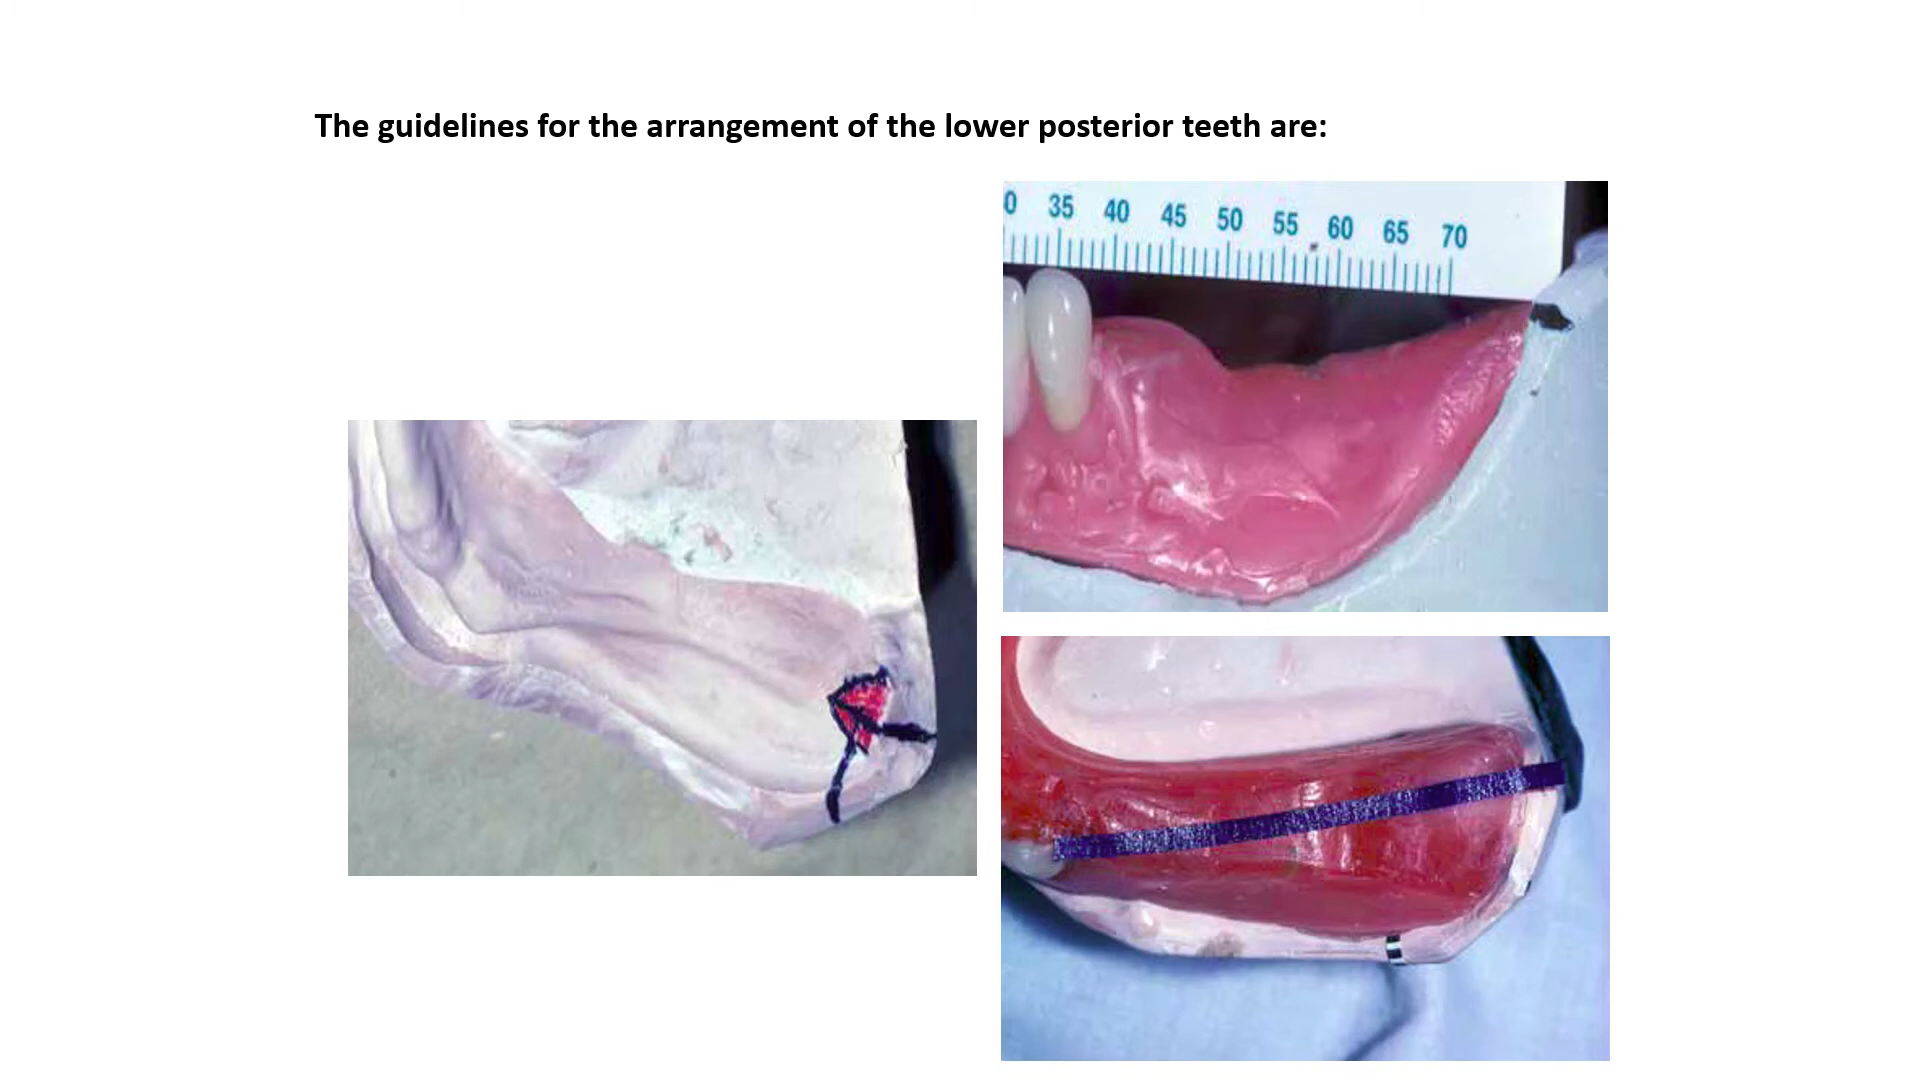 The guidelines for the arrangement of the lower posterior teeth are:
0 35 40 45 50 55 60 65 70